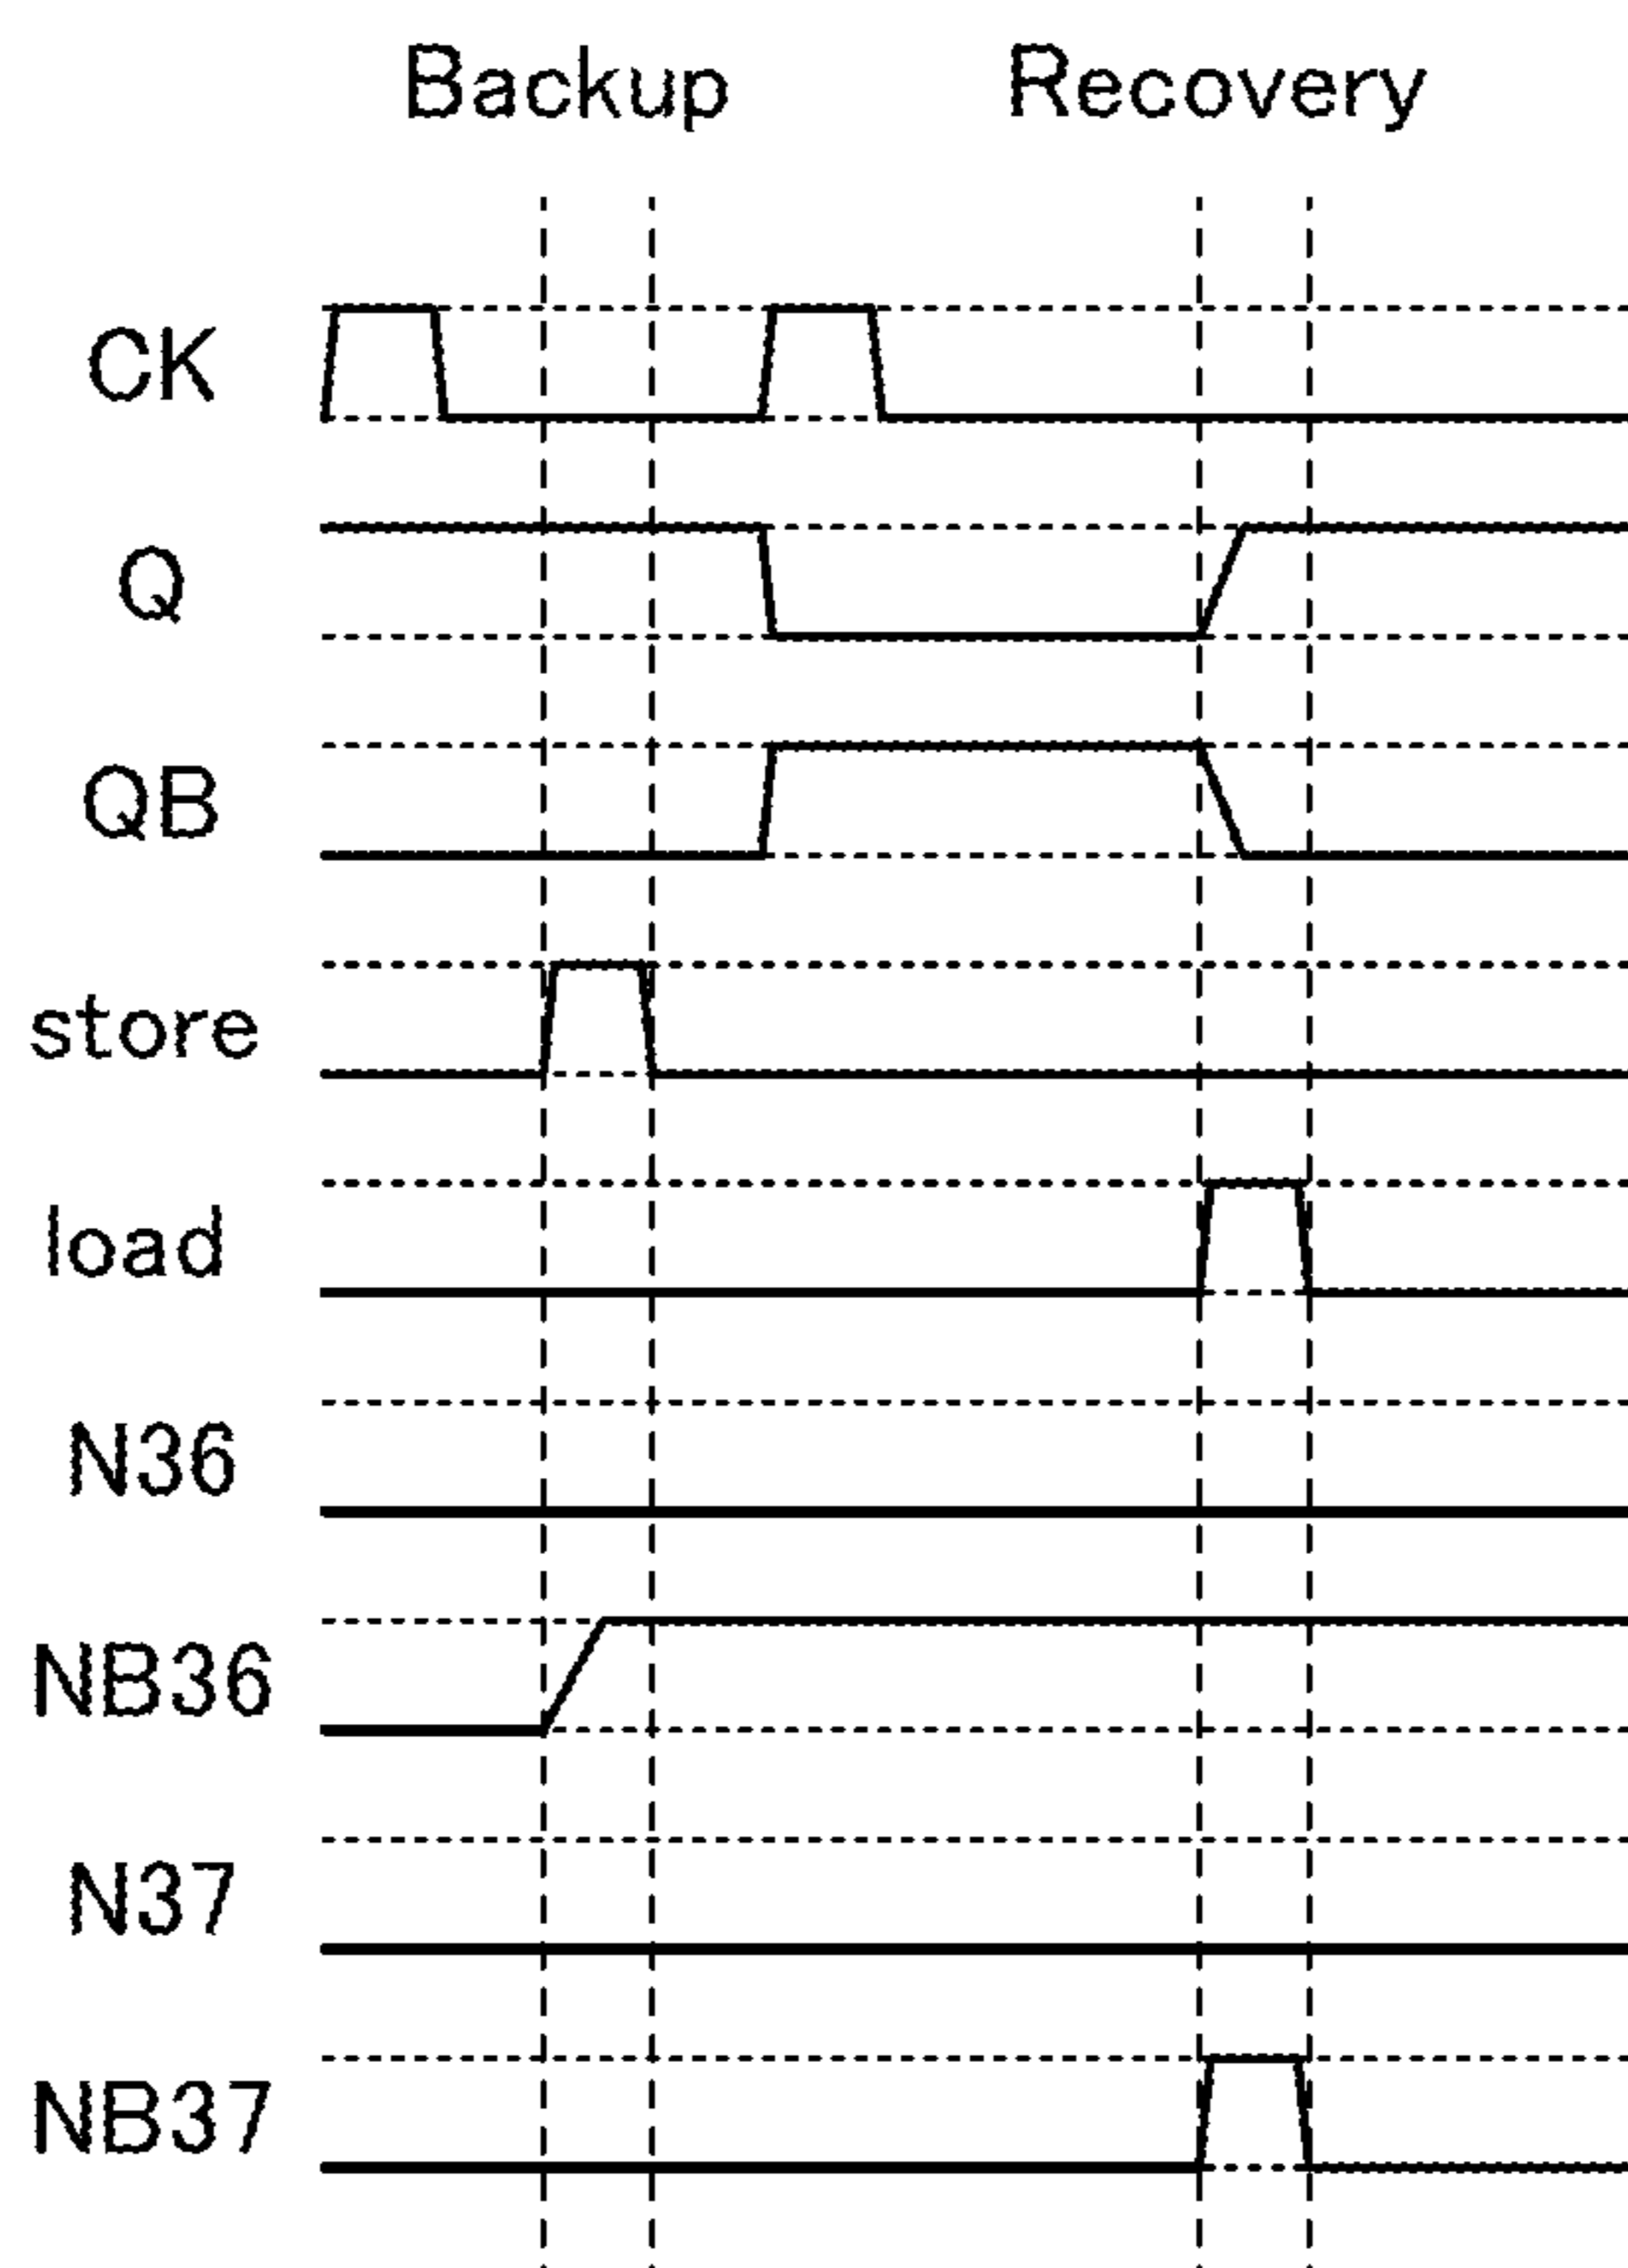 Backup Recovery
CK
Q
QB
store
load
N36
NB36
N37
NB37